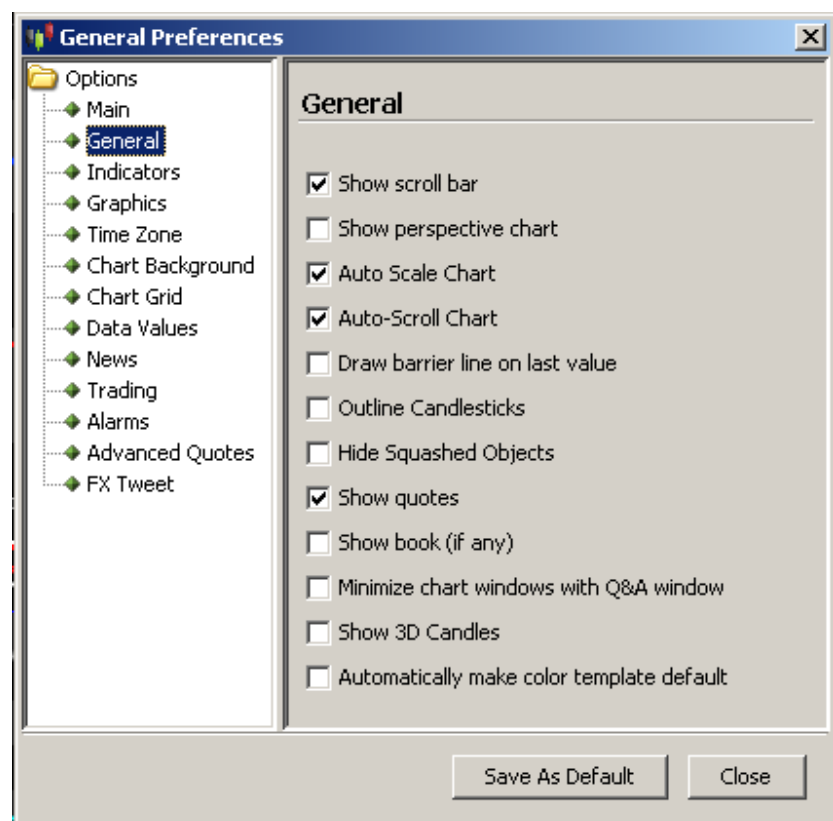 General Preferences
Options
Main
General
Indicators
Graphics
Time Zone
Chart Background
Chart Grid
Data Values
News
Trading
Alarms
Advanced Quotes
FX Tweet
General
Show scroll bar
Show perspective chart
Auto Scale Chart
Auto-Scroll Chart
Draw barrier line on last value
Outline Candlesticks
Hide Squashed Objects
Show quotes
Show book (if any)
Minimize chart windows with Q&A window
Show 3D Candles
Automatically make color template default
Save As Default
Close